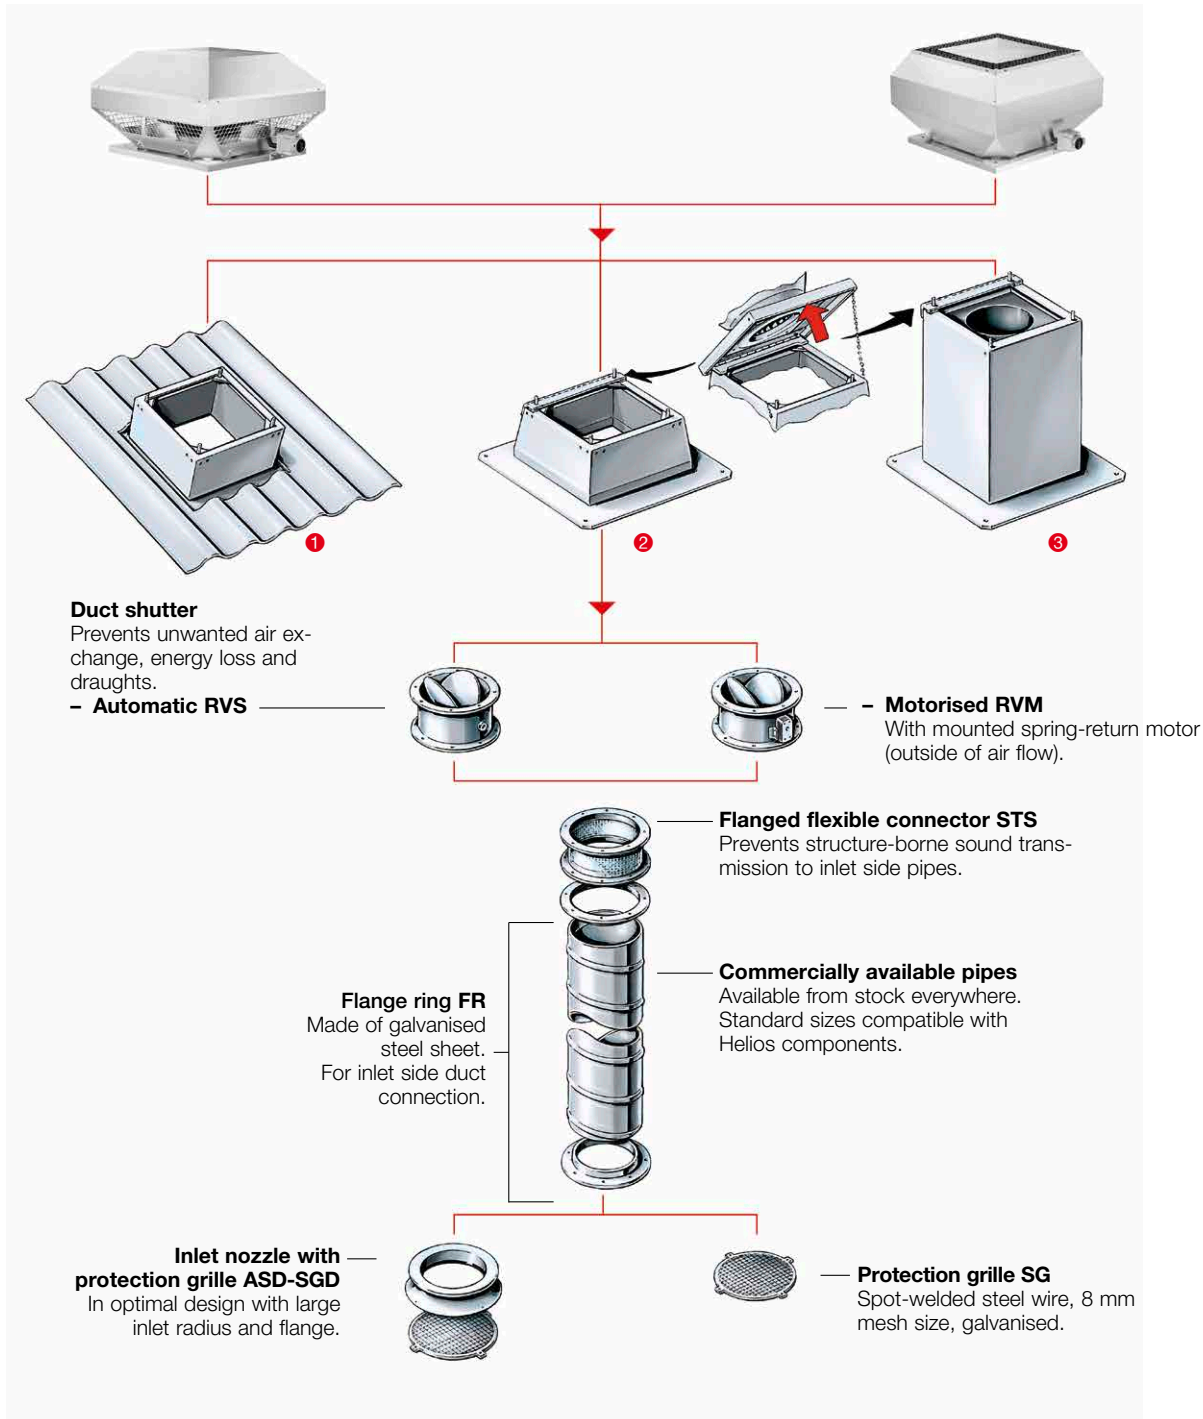 1
2
3
Duct shutter
Prevents unwanted air ex-
change, energy loss and
draughts.
– Automatic RVS
– Motorised RVM
With mounted spring-return motor
(outside of air flow).
Flanged flexible connector STS
Prevents structure-borne sound trans-
mission to inlet side pipes.
Flange ring FR
Made of galvanised
steel sheet.
For inlet side duct
connection.
Commercially available pipes
Available from stock everywhere.
Standard sizes compatible with
Helios components.
Inlet nozzle with
protection grille ASD-SGD
In optimal design with large
inlet radius and flange.
Protection grille SG
Spot-welded steel wire, 8 mm
mesh size, galvanised.